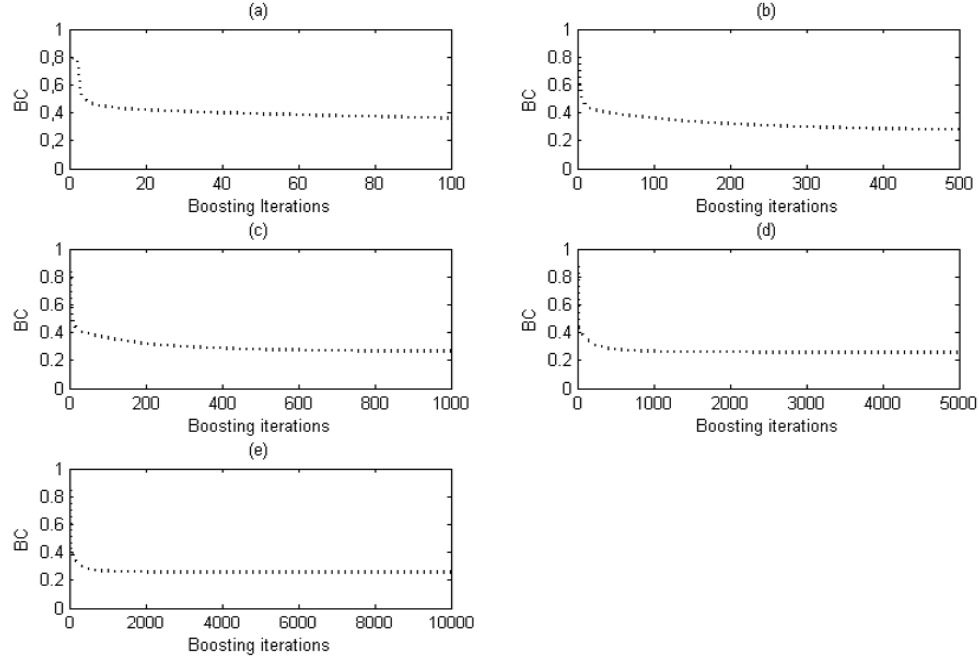 (a)
1
0,8
0,6
0,4
0,2
0
BC
0 20 40 60 80 100
Boosting Iterations
(b)
1
0.8
0.6
0.4
0.2
0
BC
0 100 200 300 400 500
Boosting iterations
(c)
1
0.8
0.6
0.4
0.2
0
BC
0 200 400 600 800 1000
Boosting iterations
(d)
1
0.8
0.6
0.4
0.2
0
BC
0 1000 2000 3000 4000 5000
Boosting iterations
(e)
1
0.8
0.6
0.4
0.2
0
BC
0 2000 4000 6000 8000 10000
Boosting iterations